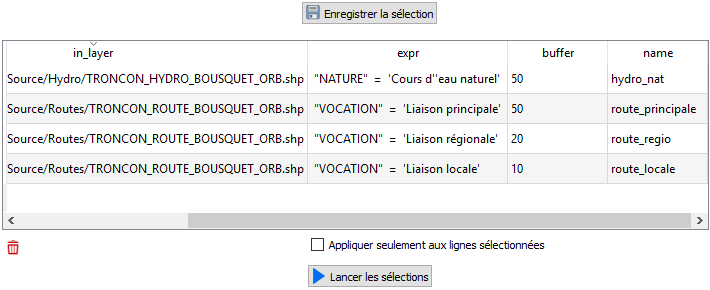 Enregistrer la sélection
in_layer expr buffer name
Source/Hydro/TRONCON_HYDRO_BOUSQUET_ORB.shp "NATURE" = 'Cours d''eau naturel' 50 hydro_nat
Source/Routes/TRONCON_ROUTE_BOUSQUET_ORB.shp "VOCATION" = 'Liaison principale' 50 route_principale
Source/Routes/TRONCON_ROUTE_BOUSQUET_ORB.shp "VOCATION" = 'Liaison régionale' 20 route_regio
Source/Routes/TRONCON_ROUTE_BOUSQUET_ORB.shp "VOCATION" = 'Liaison locale' 10 route_locale
Appliquer seulement aux lignes sélectionnées
Lancer les sélections